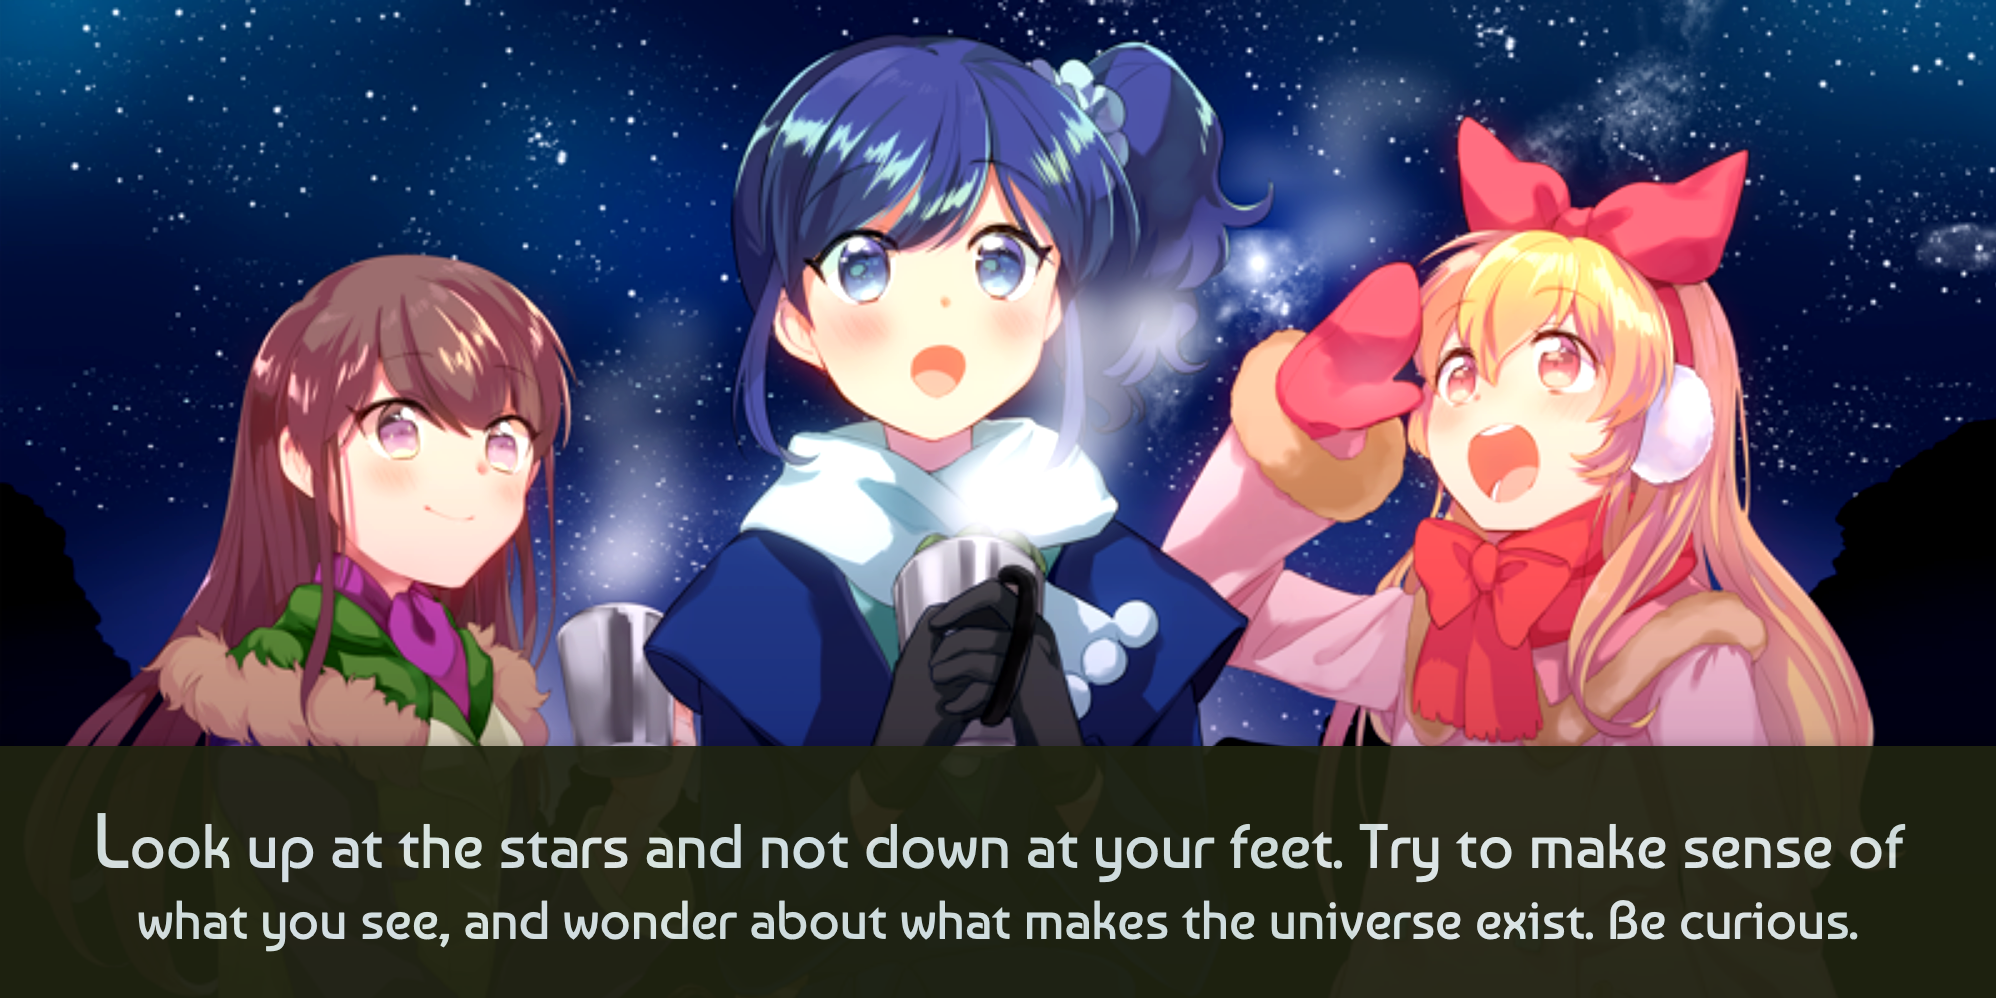 Look up at the stars and not down at your feet. Try to make sense of
what you see, and wonder about what makes the universe exist. Be curious.